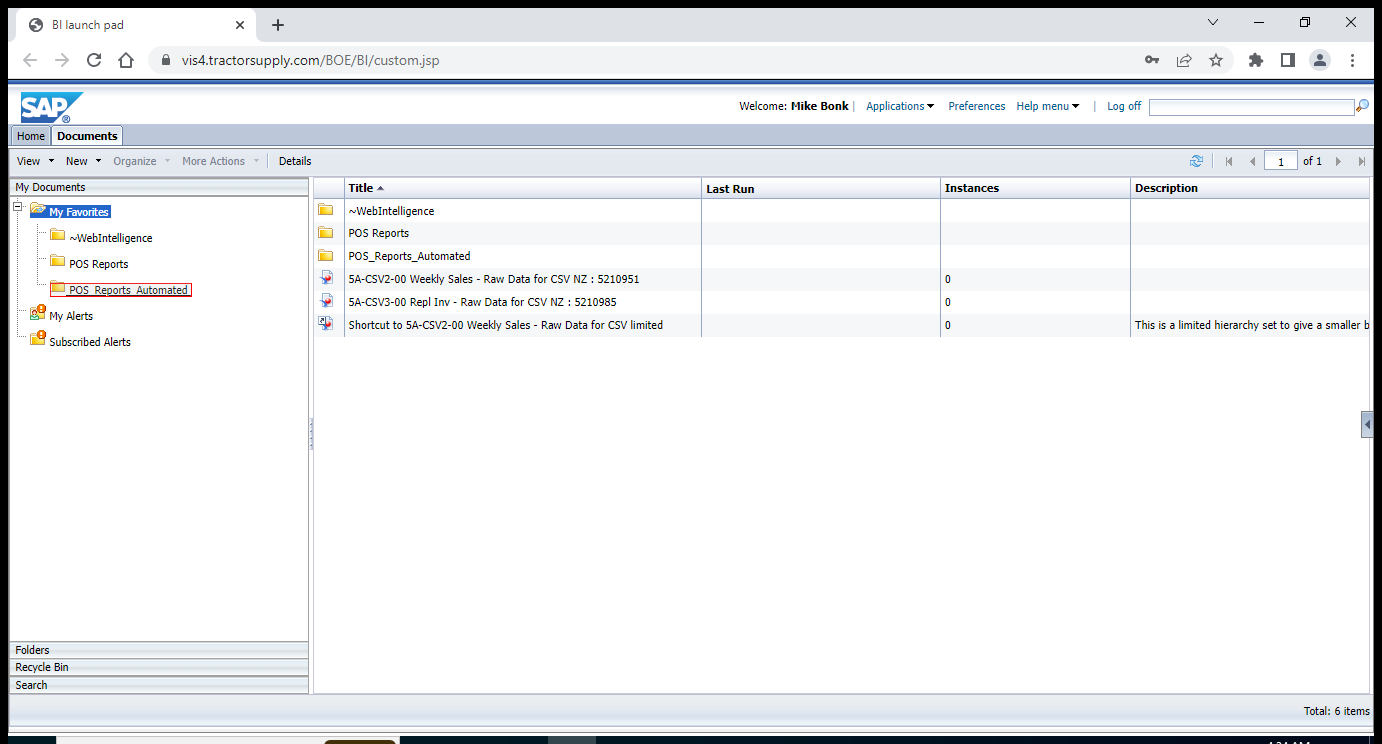 BI launch pad
vis4.tractorsupply.com/BOE/BI/custom.jsp
SAP®
Welcome: Mike Bonk | Applications Preferences Help menu | Log off
Home Documents
View New Organize More Actions Details 1 of 1
My Documents
Title Last Run Instances Description
My Favorites
~WebIntelligence
POS Reports
POS_Reports_Automated
My Alerts
Subscribed Alerts
~WebIntelligence
POS Reports
POS_Reports_Automated
5A-CSV2-00 Weekly Sales - Raw Data for CSV NZ : 5210951 0
5A-CSV3-00 Repl Inv - Raw Data for CSV NZ : 5210985 0
Shortcut to 5A-CSV2-00 Weekly Sales - Raw Data for CSV limited 0 This is a limited hierarchy set to give a smaller b
Folders
Recycle Bin
Search
Total: 6 items